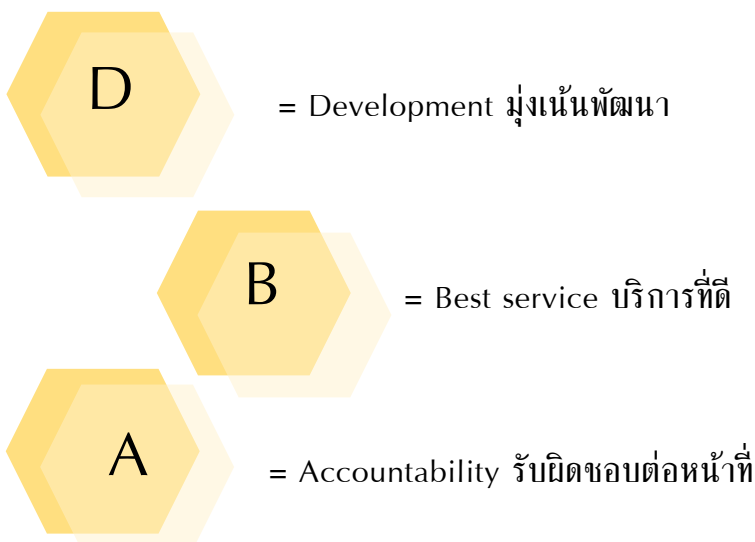 D = Development มุ่งเน้นพัฒนา
B = Best service บริการที่ดี
A = Accountability รับผิดชอบต่อหน้าที่